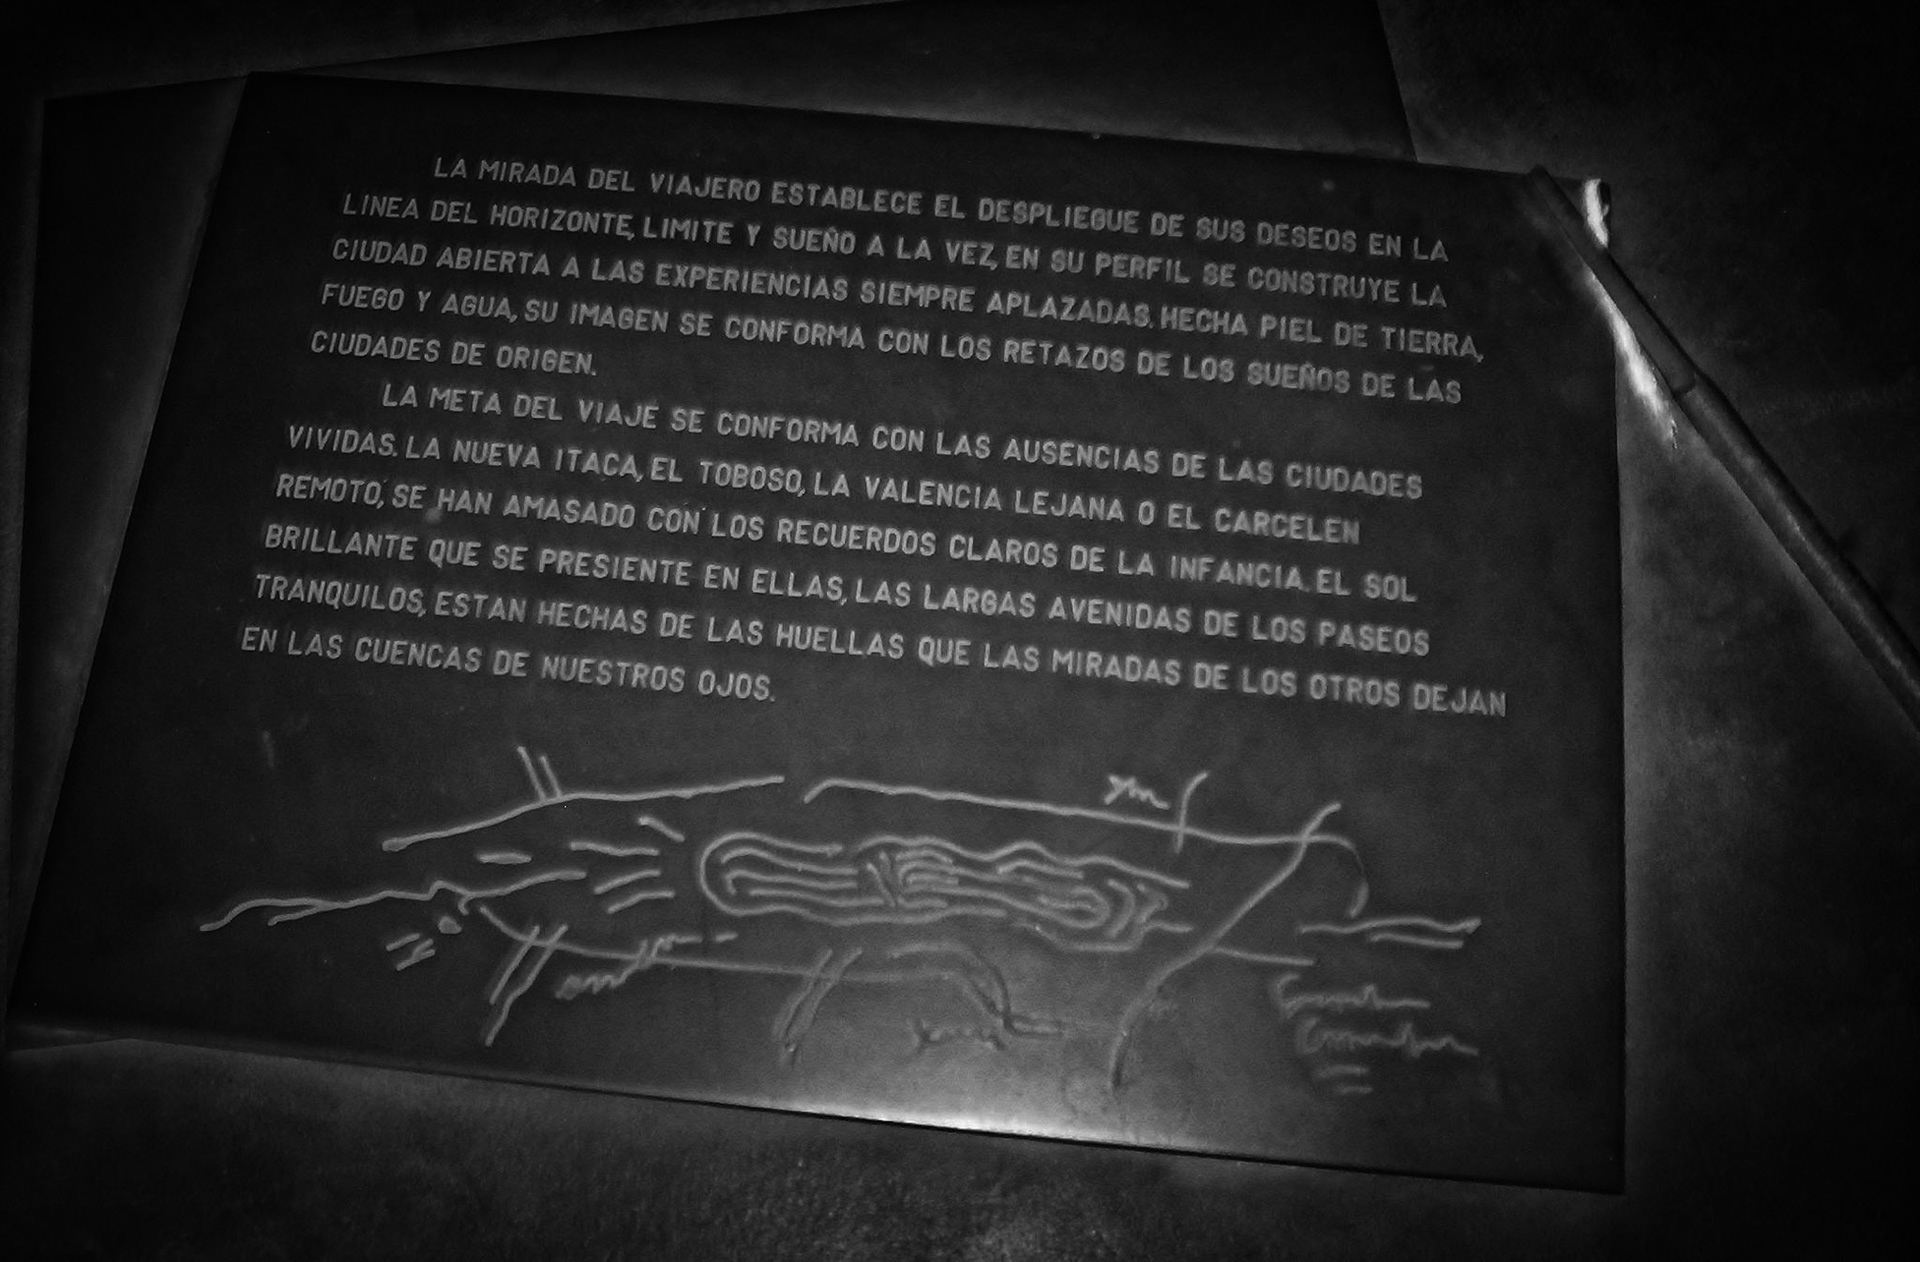 LA MIRADA DEL VIAJERO ESTABLECE EL DESPLIEGUE DE SUS DESEOS EN LA
LINEA DEL HORIZONTE, LIMITE Y SUEÑO A LA VEZ, EN SU PERFIL SE CONSTRUYE LA
CIUDAD ABIERTA A LAS EXPERIENCIAS SIEMPRE APLAZADAS. HECHA PIEL DE TIERRA,
FUEGO Y AGUA, SU IMAGEN SE CONFORMA CON LOS RETAZOS DE LOS SUEÑOS DE LAS
CIUDADES DE ORIGEN.
LA META DEL VIAJE SE CONFORMA CON LAS AUSENCIAS DE LAS CIUDADES
VIVIDAS. LA NUEVA ITACA, EL TOBOSO, LA VALENCIA LEJANA O EL CARCELEN
REMOTO, SE HAN AMASADO CON LOS RECUERDOS CLAROS DE LA INFANCIA. EL SOL
BRILLANTE QUE SE PRESIENTE EN ELLAS, LAS LARGAS AVENIDAS DE LOS PASEOS
TRANQUILOS, ESTAN HECHAS DE LAS HUELLAS QUE LAS MIRADAS DE LOS OTROS DEJAN
EN LAS CUENCAS DE NUESTROS OJOS.